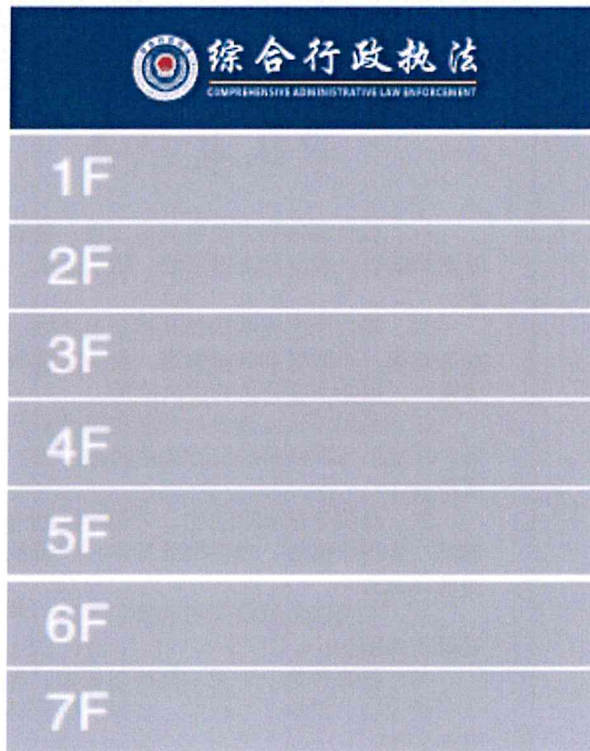 综合行政执法
COMPREHENSIVE ADMINISTRATIVE LAW ENFORCEMENT
1F
2F
3F
4F
5F
6F
7F